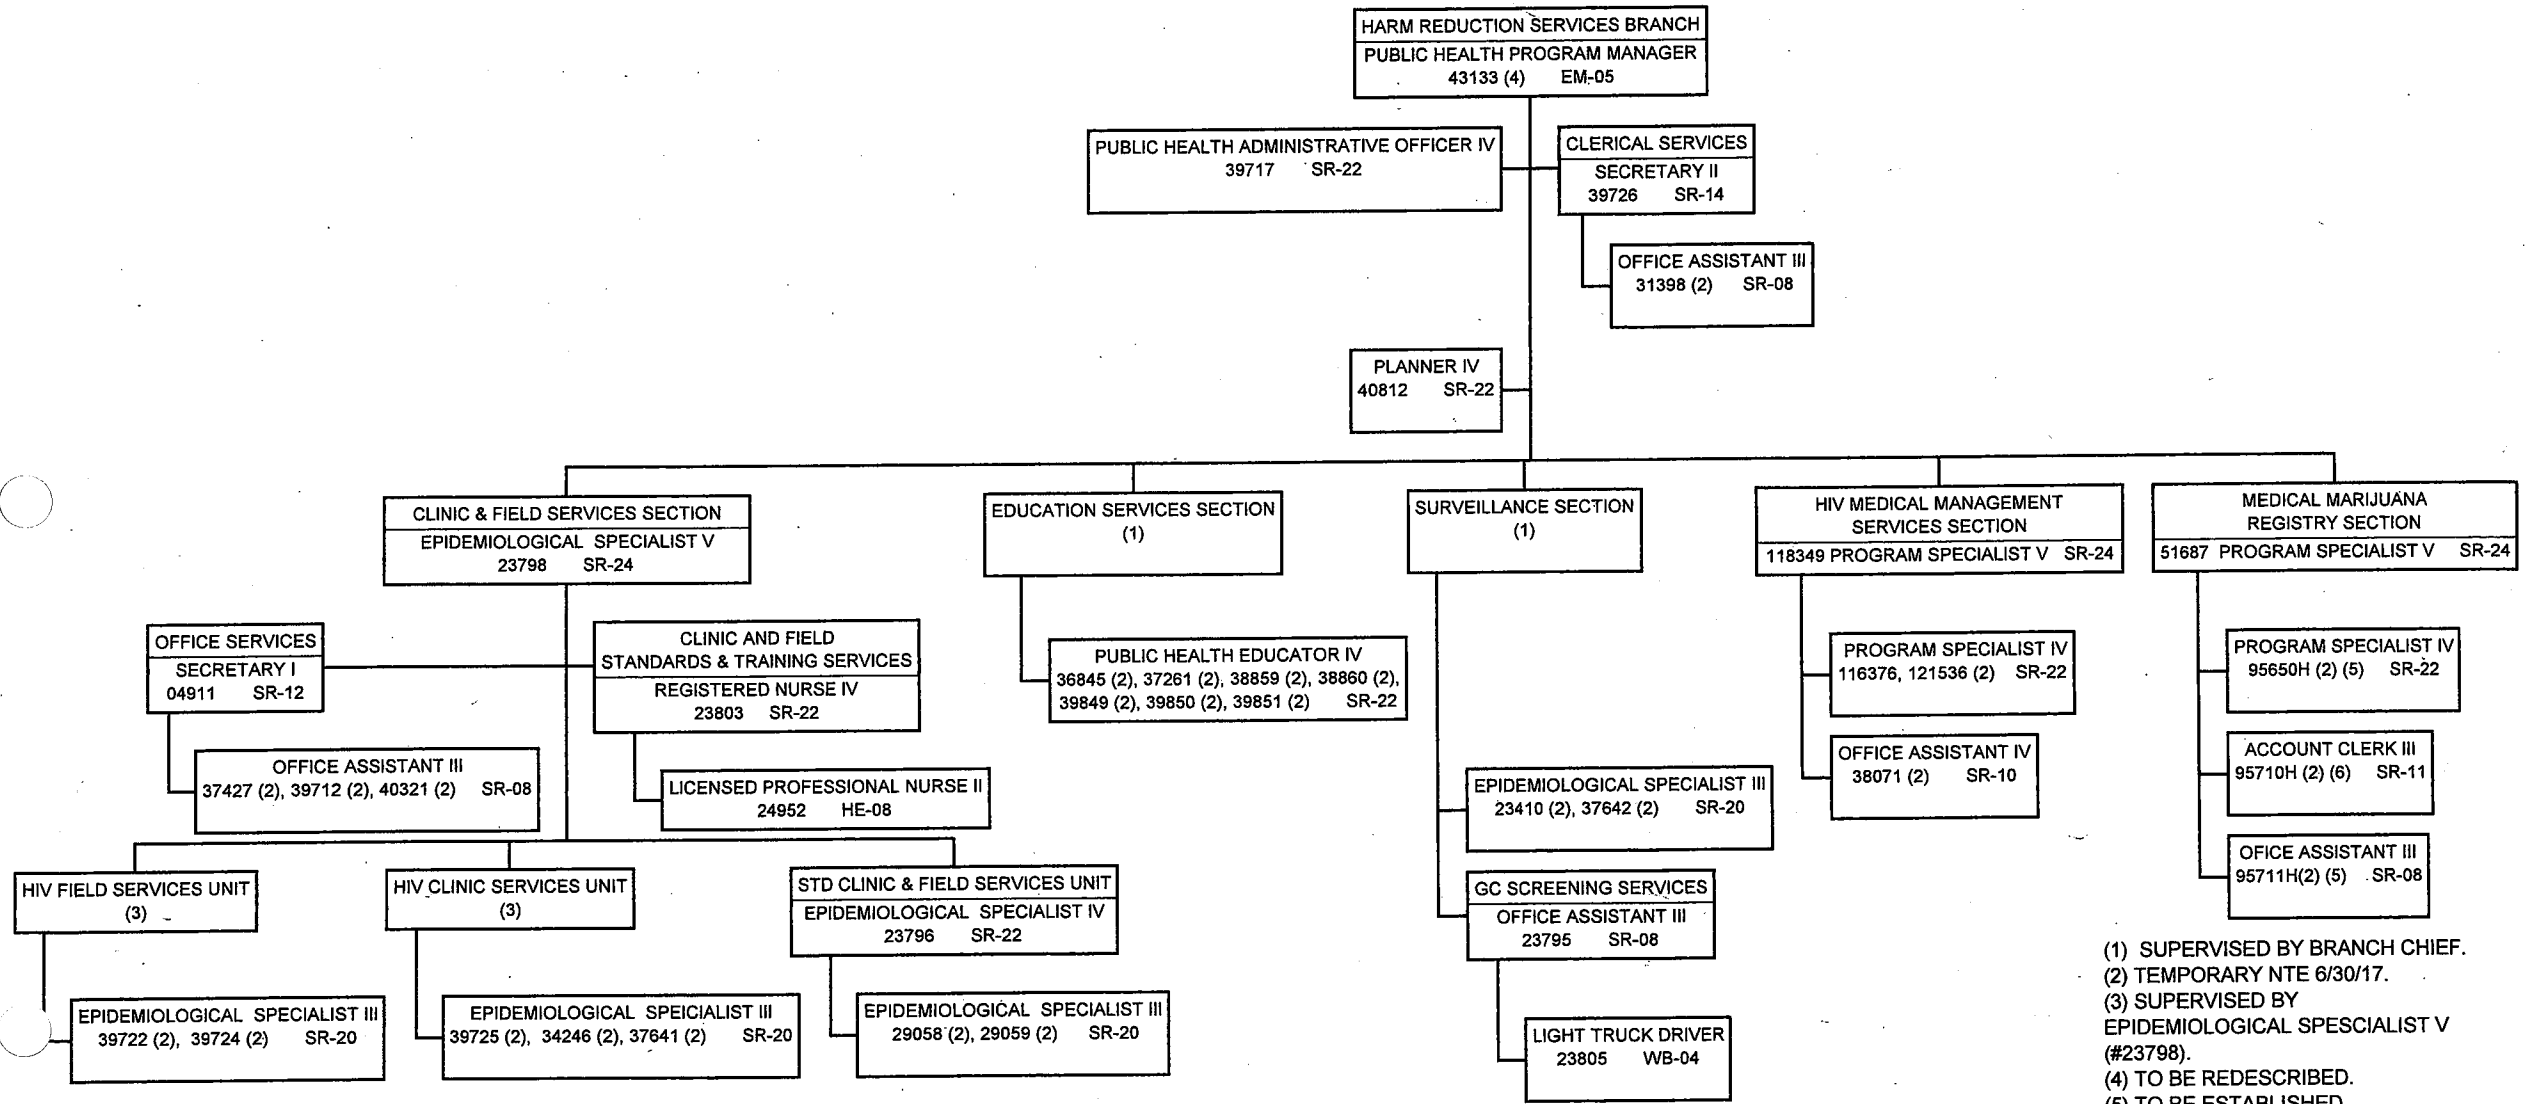 HARM REDUCTION SERVICES BRANCH
PUBLIC HEALTH PROGRAM MANAGER
43133 (4) EM-05
PUBLIC HEALTH ADMINISTRATIVE OFFICER IV
39717 SR-22
CLERICAL SERVICES
SECRETARY II
39726 SR-14
OFFICE ASSISTANT III
31398 (2) SR-08
PLANNER IV
40812 SR-22
CLINIC & FIELD SERVICES SECTION
EPIDEMIOLOGICAL SPECIALIST V
23798 SR-24
EDUCATION SERVICES SECTION
(1)
SURVEILLANCE SECTION
(1)
HIV MEDICAL MANAGEMENT
SERVICES SECTION
118349 PROGRAM SPECIALIST V SR-24
MEDICAL MARIJUANA
REGISTRY SECTION
51687 PROGRAM SPECIALIST V SR-24
OFFICE SERVICES
SECRETARY I
04911 SR-12
CLINIC AND FIELD
STANDARDS & TRAINING SERVICES
REGISTERED NURSE IV
23803 SR-22
PUBLIC HEALTH EDUCATOR IV
36845 (2), 37261 (2), 38859 (2), 38860 (2),
39849 (2), 39850 (2), 39851 (2) SR-22
PROGRAM SPECIALIST IV
116376, 121536 (2) SR-22
PROGRAM SPECIALIST IV
95650H (2) (5) SR-22
OFFICE ASSISTANT III
37427 (2), 39712 (2), 40321 (2) SR-08
LICENSED PROFESSIONAL NURSE II
24952 HE-08
EPIDEMIOLOGICAL SPECIALIST III
23410 (2), 37642 (2) SR-20
OFFICE ASSISTANT IV
38071 (2) SR-10
ACCOUNT CLERK III
95710H (2) (6) SR-11
OFICE ASSISTANT III
95711H(2) (5) SR-08
HIV FIELD SERVICES UNIT
(3)
HIV CLINIC SERVICES UNIT
(3)
STD CLINIC & FIELD SERVICES UNIT
EPIDEMIOLOGICAL SPECIALIST IV
23796 SR-22
GC SCREENING SERVICES
OFFICE ASSISTANT III
23795 SR-08
EPIDEMIOLOGICAL SPECIALIST III
39722 (2), 39724 (2) SR-20
EPIDEMIOLOGICAL SPEICIALIST III
39725 (2), 34246 (2), 37641 (2) SR-20
EPIDEMIOLOGICAL SPECIALIST III
29058 (2), 29059 (2) SR-20
LIGHT TRUCK DRIVER
23805 WB-04
(1) SUPERVISED BY BRANCH CHIEF.
(2) TEMPORARY NTE 6/30/17.
(3) SUPERVISED BY
EPIDEMIOLOGICAL SPESCIALIST V
(#23798).
(4) TO BE REDESCRIBED.
(5) TO BE ESTABLISHED